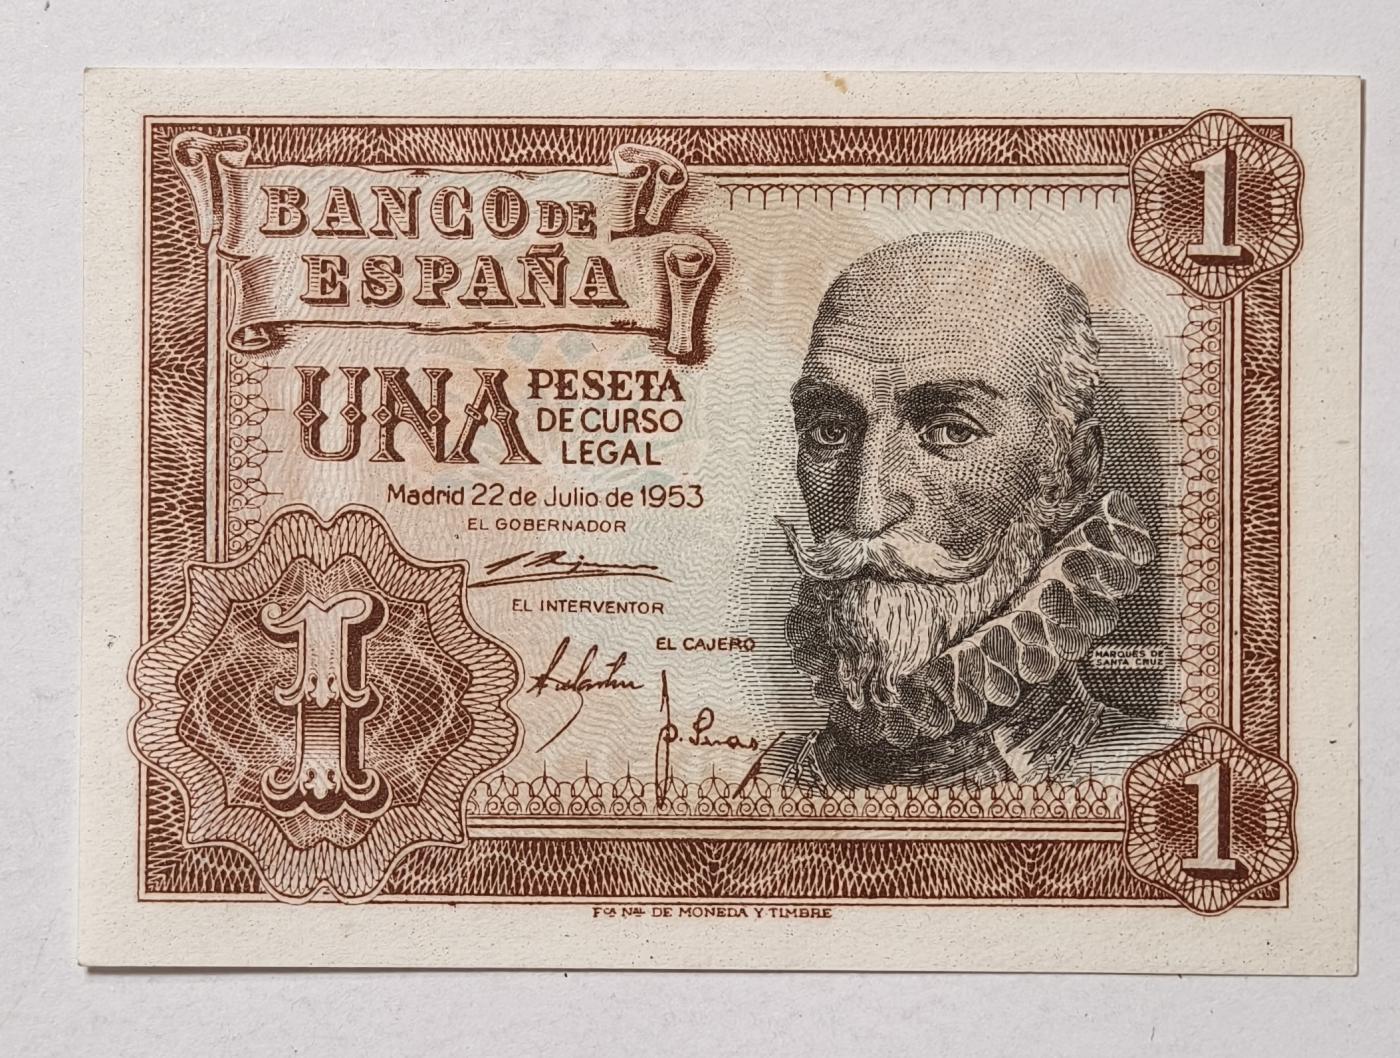 BANCO DE
ESPAÑA
1
UNA PESETA
DE CURSO
LEGAL
Madrid 22 de Julio de 1953
EL GOBERNADOR
EL INTERVENTOR
EL CAJERO
MARQUÉS DE
SANTA CRUZ
1
1
Fca Nal DE MONEDA Y TIMBRE